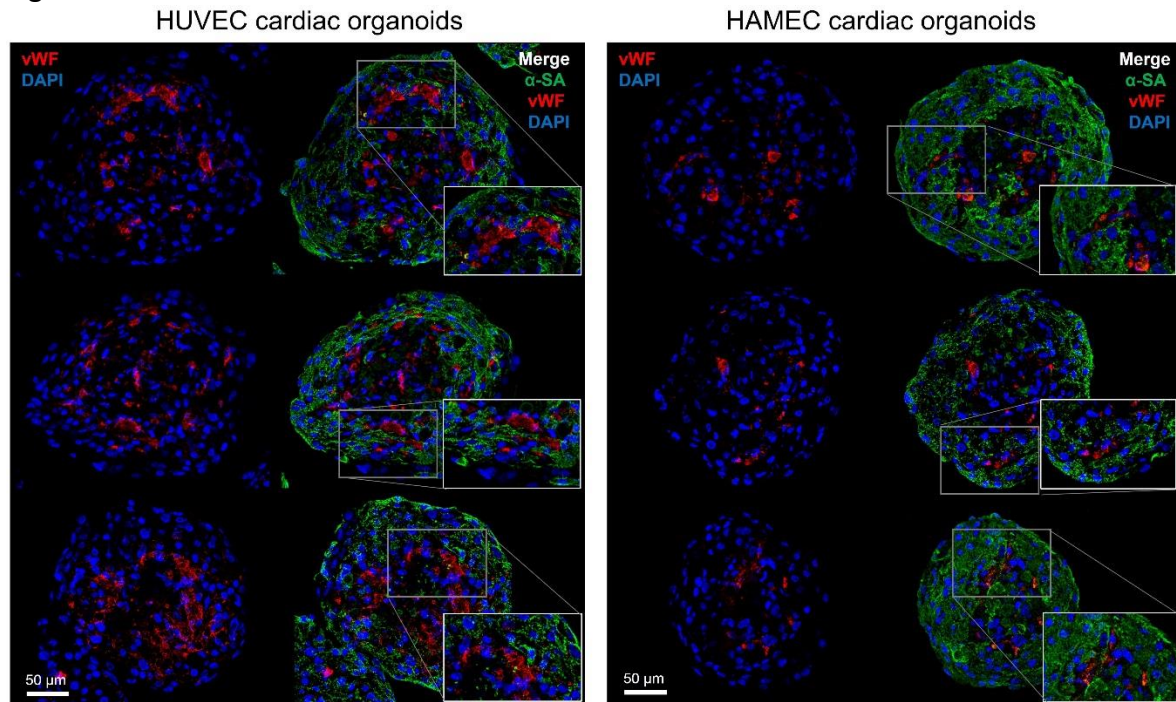 HUVEC cardiac organoids
HAMEC cardiac organoids
vWF
DAPI
Merge
α-SA
vWF
DAPI
vWF
DAPI
Merge
α-SA
vWF
DAPI
50 µm
50 µm